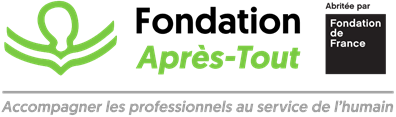 Fondation
Après-Tout
Abritée par
Fondation
de
France
Accompagner les professionnels au service de l'humain